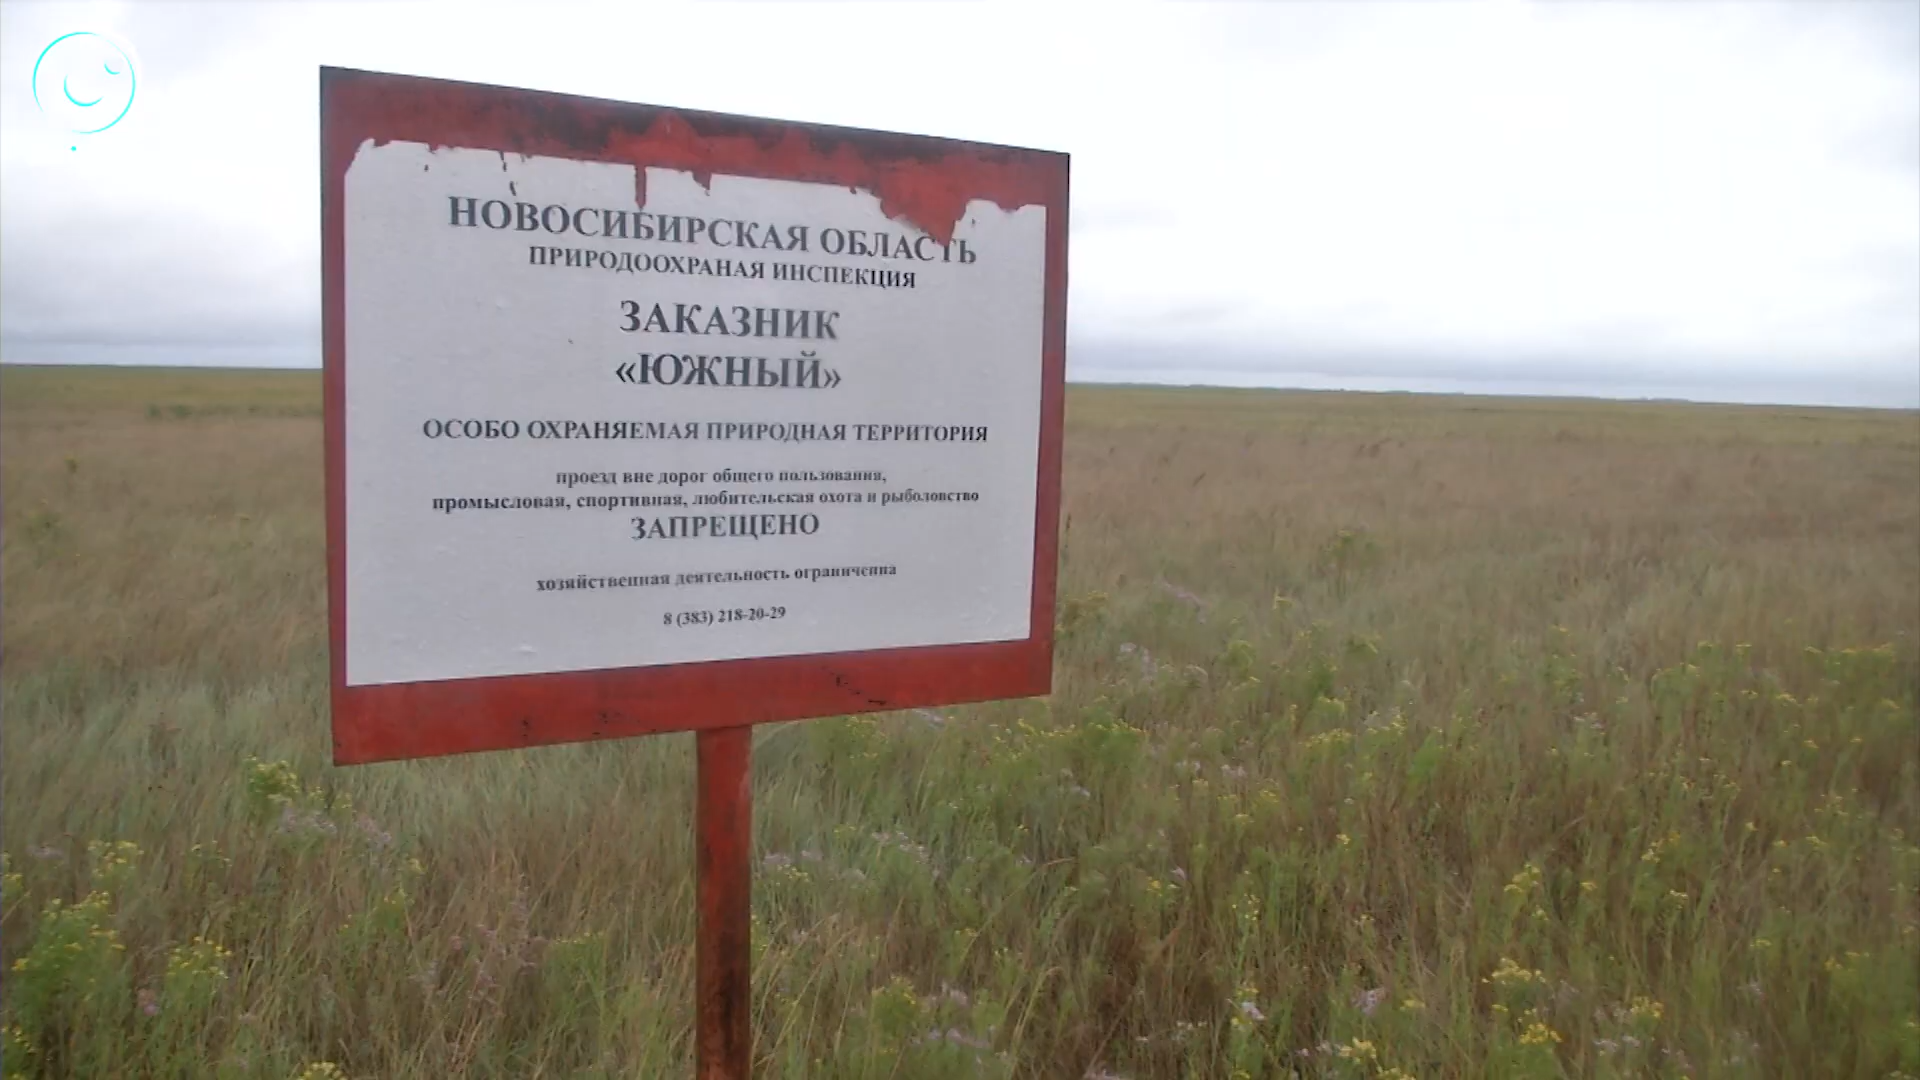 НОВОСИБИРСКАЯ ОБЛАСТЬ
ПРИРОДООХРАНАЯ ИНСПЕКЦИЯ
ЗАКАЗНИК
«ЮЖНЫЙ»
ОСОБО ОХРАНЯЕМАЯ ПРИРОДНАЯ ТЕРРИТОРИЯ
проезд вне дорог общего пользования,
промысловая, спортивная, любительская охота и рыболовство
ЗАПРЕЩЕНО
хозяйственная деятельность ограниченна
8 (383) 218-20-29